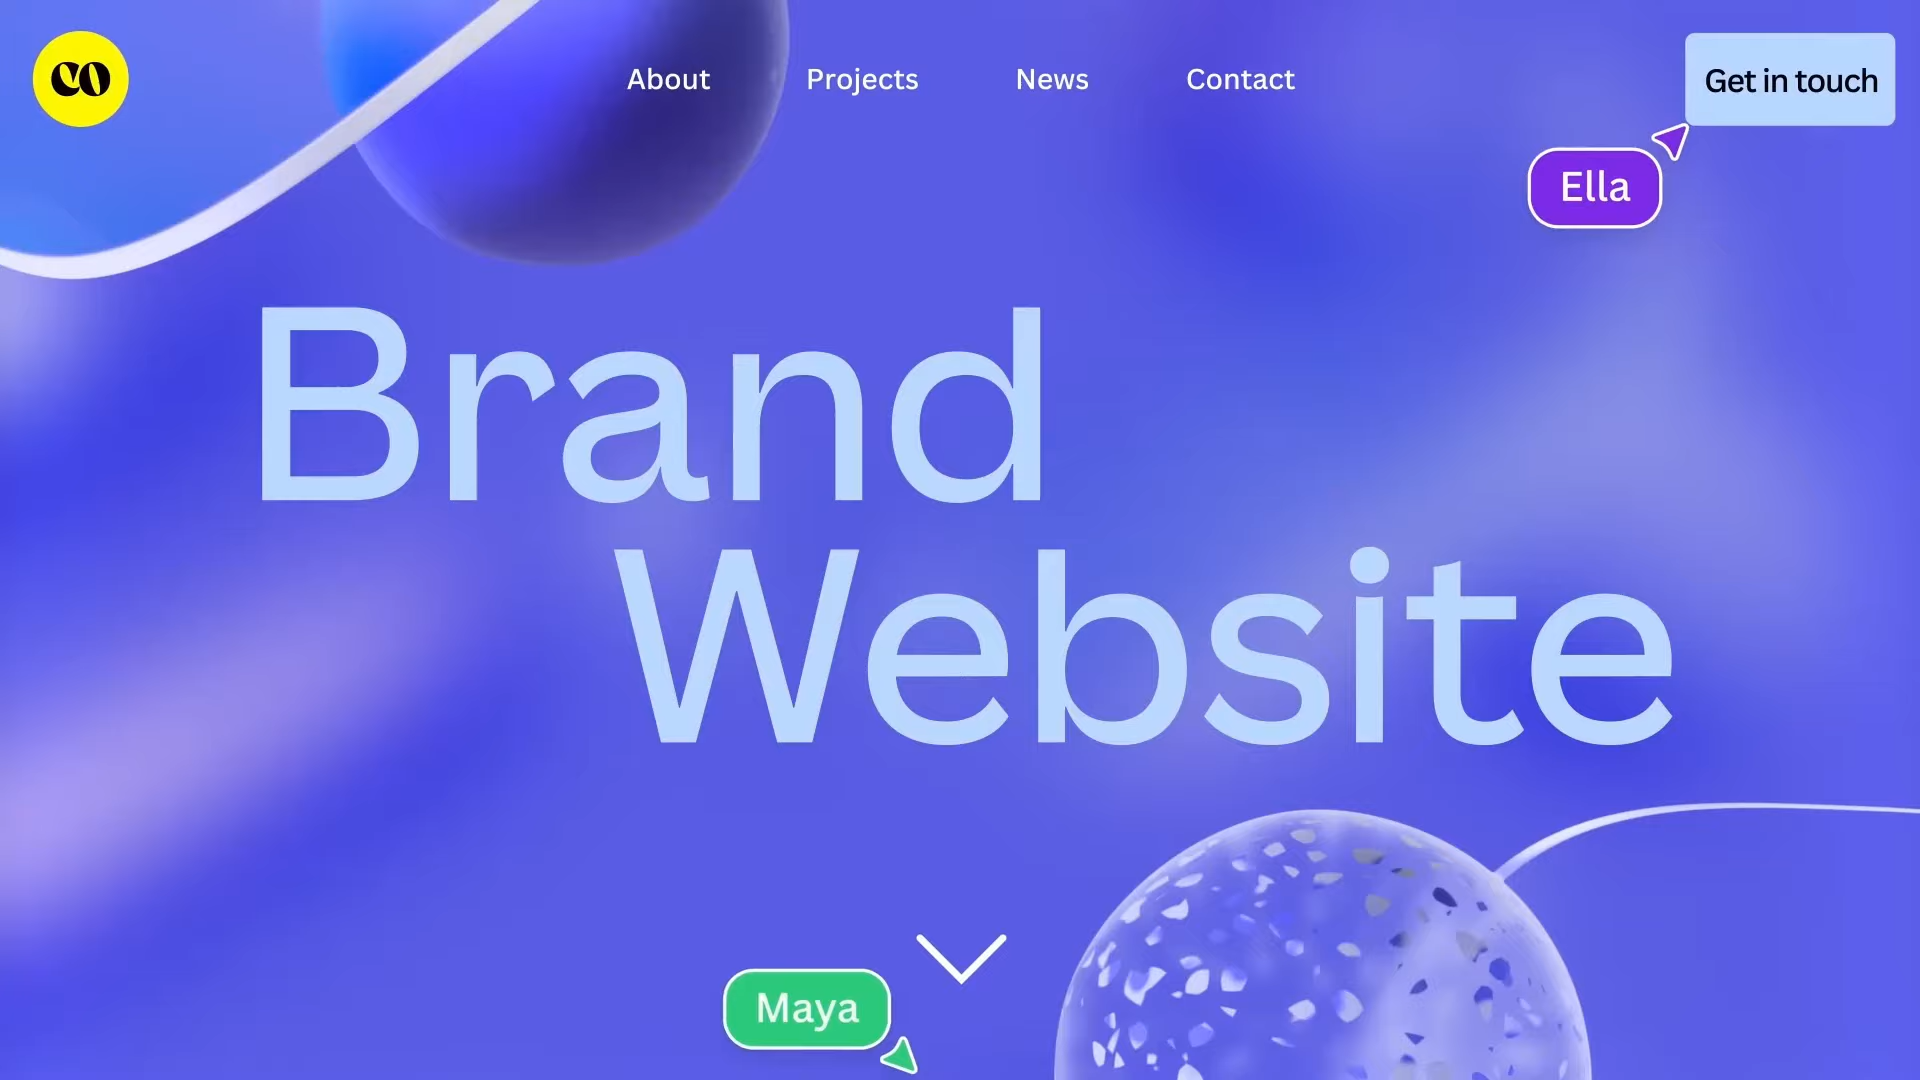 co
About Projects News Contact
Get in touch
Ella
Brand
Website
Maya